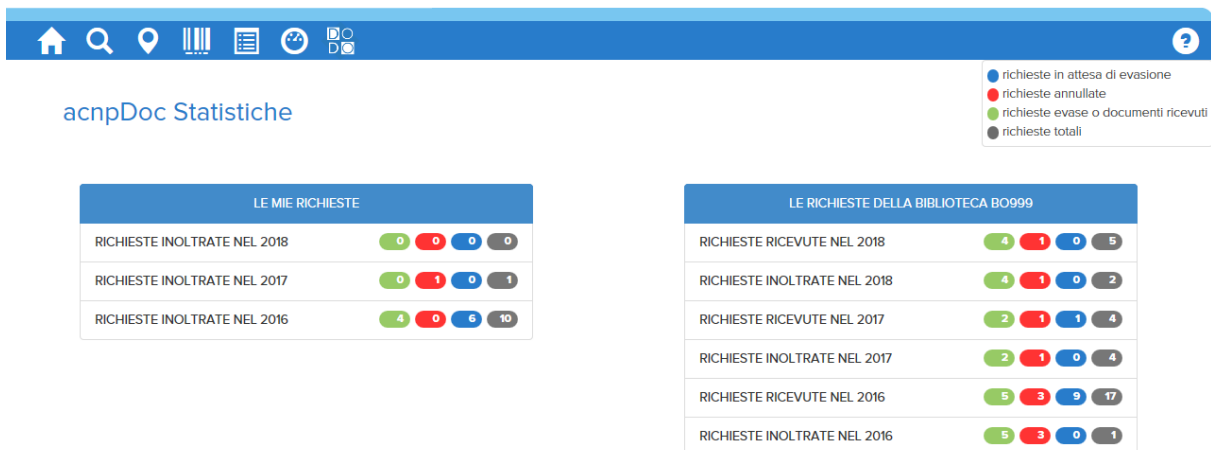 DO
DO
?
richieste in attesa di evasione
richieste annullate
richieste evase o documenti ricevuti
richieste totali
acnpDoc Statistiche
LE MIE RICHIESTE
RICHIESTE INOLTRATE NEL 2018 0 0 0 0
RICHIESTE INOLTRATE NEL 2017 0 1 0 1
RICHIESTE INOLTRATE NEL 2016 4 0 6 10
LE RICHIESTE DELLA BIBLIOTECA BO999
RICHIESTE RICEVUTE NEL 2018 4 1 0 5
RICHIESTE INOLTRATE NEL 2018 4 1 0 2
RICHIESTE RICEVUTE NEL 2017 2 1 1 4
RICHIESTE INOLTRATE NEL 2017 2 1 0 4
RICHIESTE RICEVUTE NEL 2016 5 3 9 17
RICHIESTE INOLTRATE NEL 2016 5 3 0 1